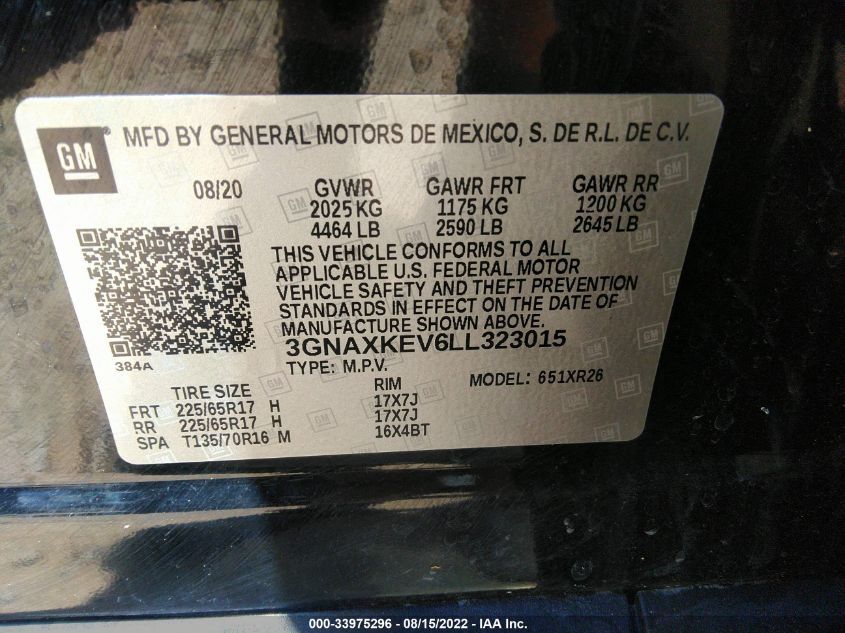 GM ®
MFD BY GENERAL MOTORS DE MEXICO, S. DE R.L. DE C.V.
08/20 GVWR GAWR FRT GAWR RR
2025 KG 1175 KG 1200 KG
4464 LB 2590 LB 2645 LB
THIS VEHICLE CONFORMS TO ALL
APPLICABLE U.S. FEDERAL MOTOR
VEHICLE SAFETY AND THEFT PREVENTION
STANDARDS IN EFFECT ON THE DATE OF
MANUFACTURE SHOWN ABOVE.
3GNAXKEV6LL323015
384A
TYPE: M.P.V. MODEL: 651XR26
TIRE SIZE RIM
FRT 225/65R17 H 17X7J
RR 225/65R17 H 17X7J
SPA T135/70R16 M 16X4BT
000-33975296 - 08/15/2022 - IAA Inc.